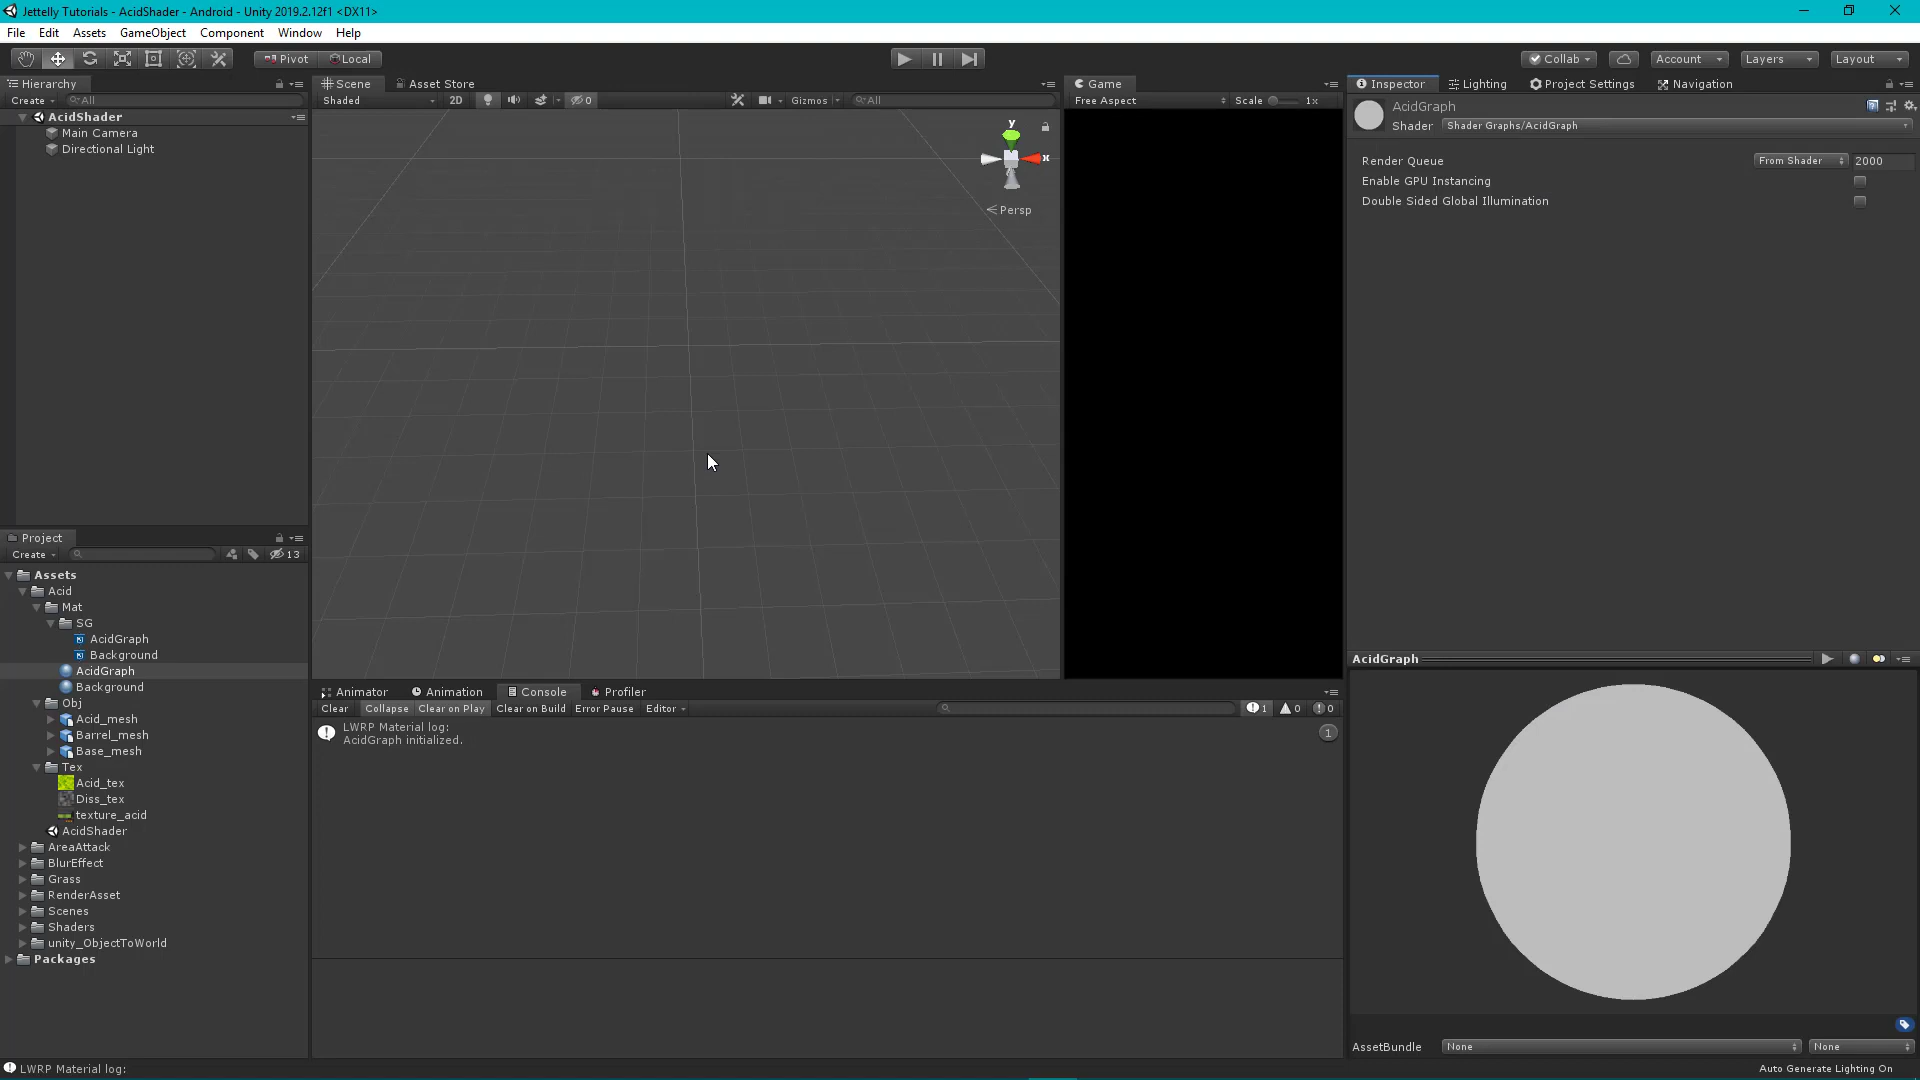 Jettelly Tutorials - AcidShader - Android - Unity 2019.2.12f1 <DX11>
File Edit Assets GameObject Component Window Help
Pivot Local Collab Account Layers Layout
Hierarchy
Create All
AcidShader
Main Camera
Directional Light
Scene Asset Store
Shaded 2D 0 Gizmos All
y
x
Persp
Game
Free Aspect Scale 1x
Inspector Lighting Project Settings Navigation
AcidGraph
Shader Shader Graphs/AcidGraph
Render Queue From Shader 2000
Enable GPU Instancing
Double Sided Global Illumination
Project
Create 13
Assets
Acid
Mat
SG
AcidGraph
Background
AcidGraph
Background
Obj
Acid_mesh
Barrel_mesh
Base_mesh
Tex
Acid_tex
Diss_tex
texture_acid
AcidShader
AreaAttack
BlurEffect
Grass
RenderAsset
Scenes
Shaders
unity_ObjectToWorld
Packages
Animator Animation Console Profiler
Clear Collapse Clear on Play Clear on Build Error Pause Editor 1 0 0
LWRP Material log:
AcidGraph initialized.
1
AcidGraph
AssetBundle None None
LWRP Material log:
Auto Generate Lighting On